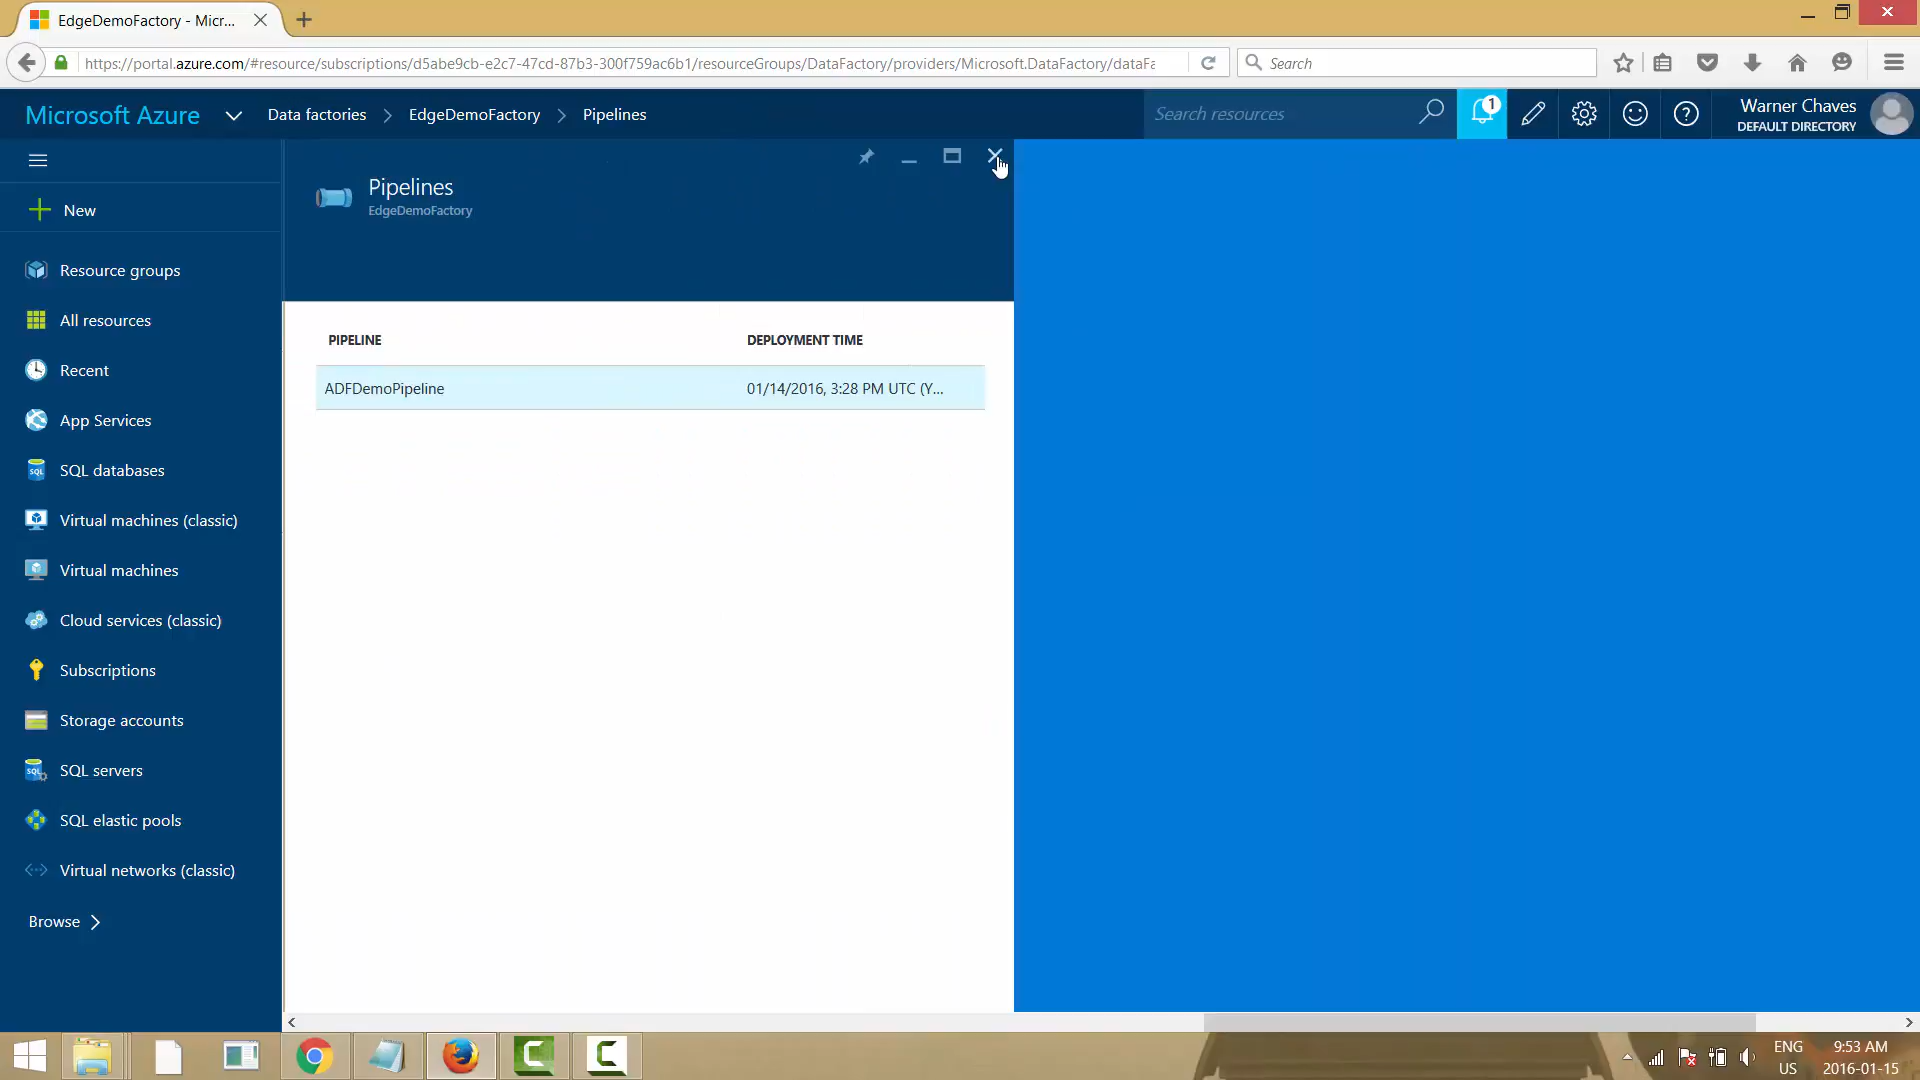 EdgeDemoFactory - Micr...
https://portal.azure.com/#resource/subscriptions/d5abe9cb-e2c7-47cd-87b3-300f759ac6b1/resourceGroups/DataFactory/providers/Microsoft.DataFactory/dataFa
Search
Microsoft Azure
Data factories
EdgeDemoFactory
Pipelines
Search resources
1
Warner Chaves
DEFAULT DIRECTORY
New
Resource groups
All resources
Recent
App Services
SQL databases
Virtual machines (classic)
Virtual machines
Cloud services (classic)
Subscriptions
Storage accounts
SQL servers
SQL elastic pools
Virtual networks (classic)
Browse
Pipelines
EdgeDemoFactory
PIPELINE DEPLOYMENT TIME
ADFDemoPipeline 01/14/2016, 3:28 PM UTC (Y...
ENG
US
9:53 AM
2016-01-15